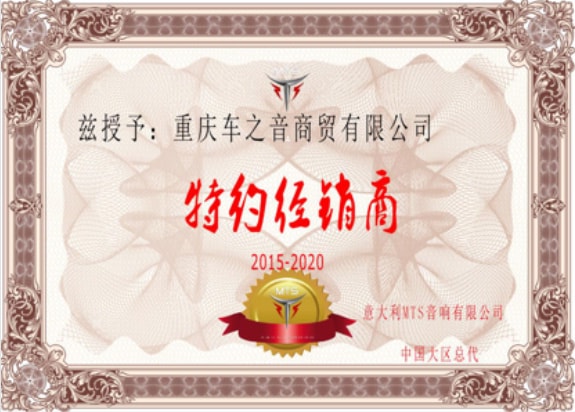 兹授予：重庆车之音商贸有限公司
特约经销商
2015-2020
MTS
意大利MTS音响有限公司
中国大区总代